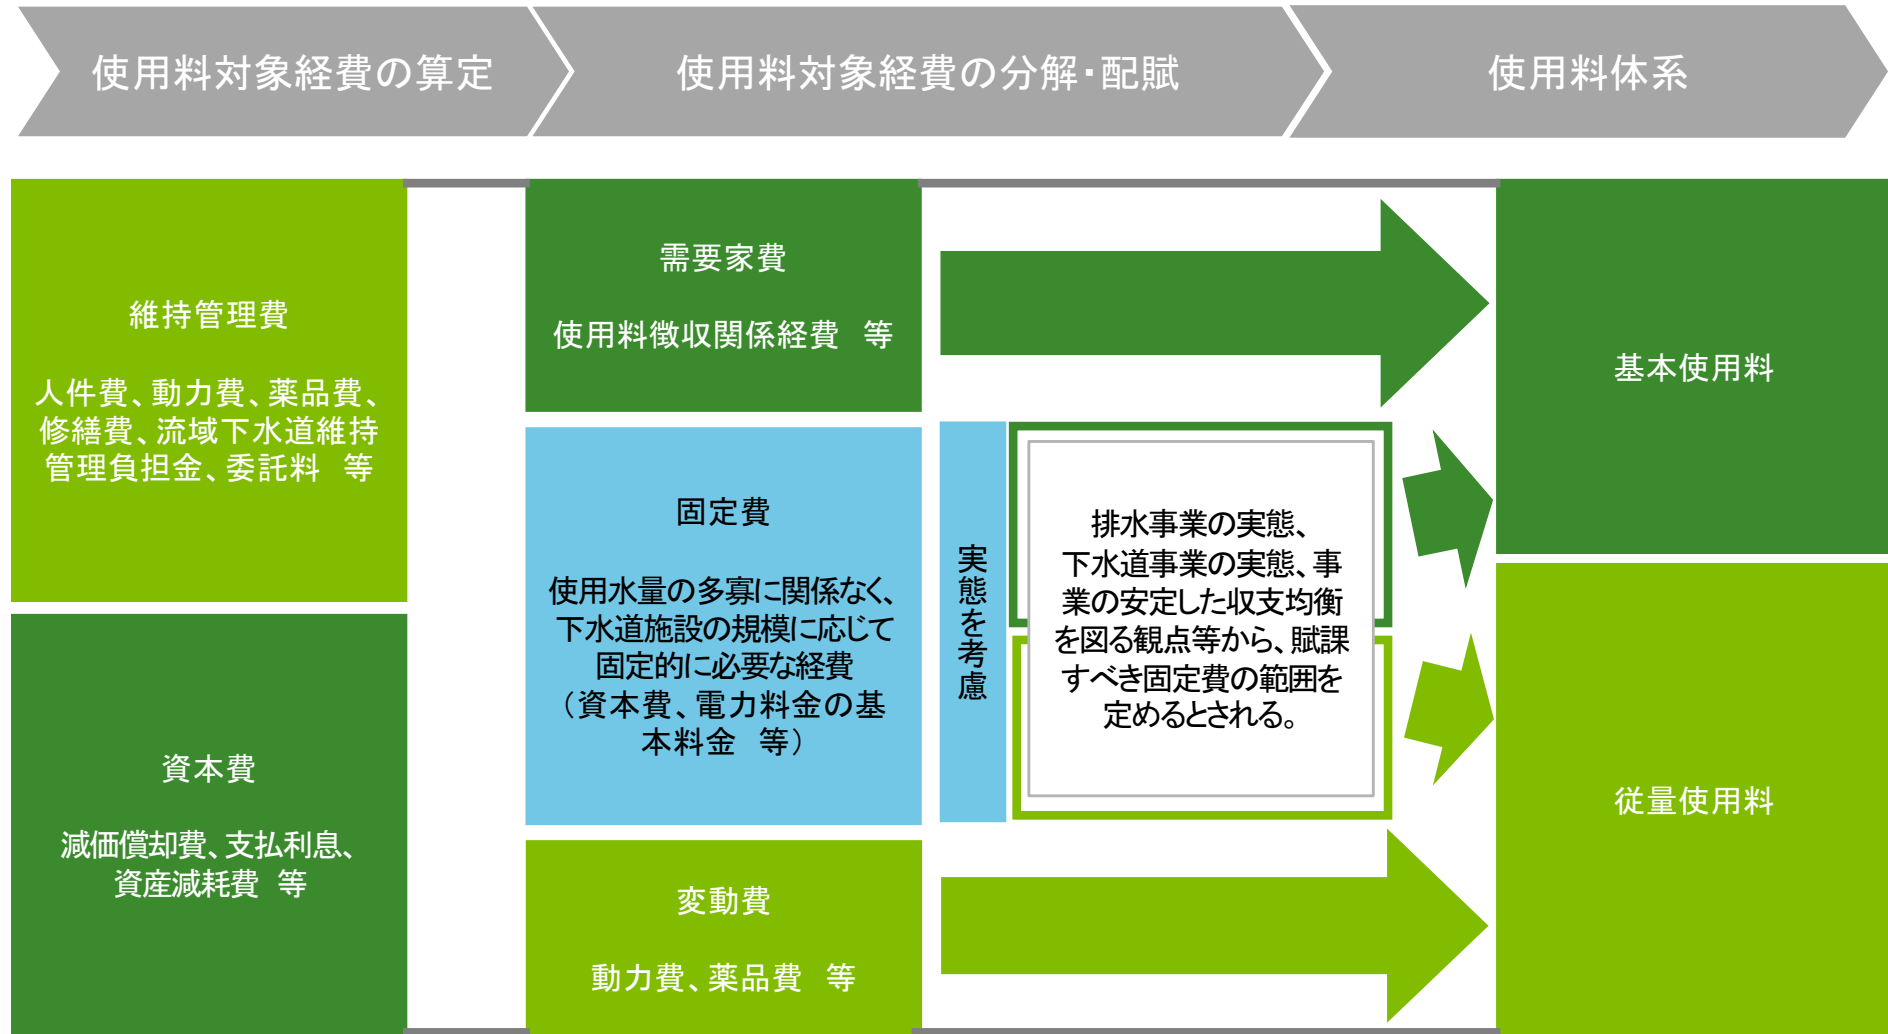 使用料対象経費の算定
使用料対象経費の分解・配賦
使用料体系
維持管理費
人件費、動力費、薬品費、
修繕費、流域下水道維持
管理負担金、委託料　等
資本費
減価償却費、支払利息、
資産減耗費　等
需要家費
使用料徴収関係経費　等
固定費
使用水量の多寡に関係なく、
下水道施設の規模に応じて
固定的に必要な経費
（資本費、電力料金の基
本料金　等）
変動費
動力費、薬品費　等
実態を考慮
排水事業の実態、
下水道事業の実態、事
業の安定した収支均衡
を図る観点等から、賦課
すべき固定費の範囲を
定めるとされる。
基本使用料
従量使用料